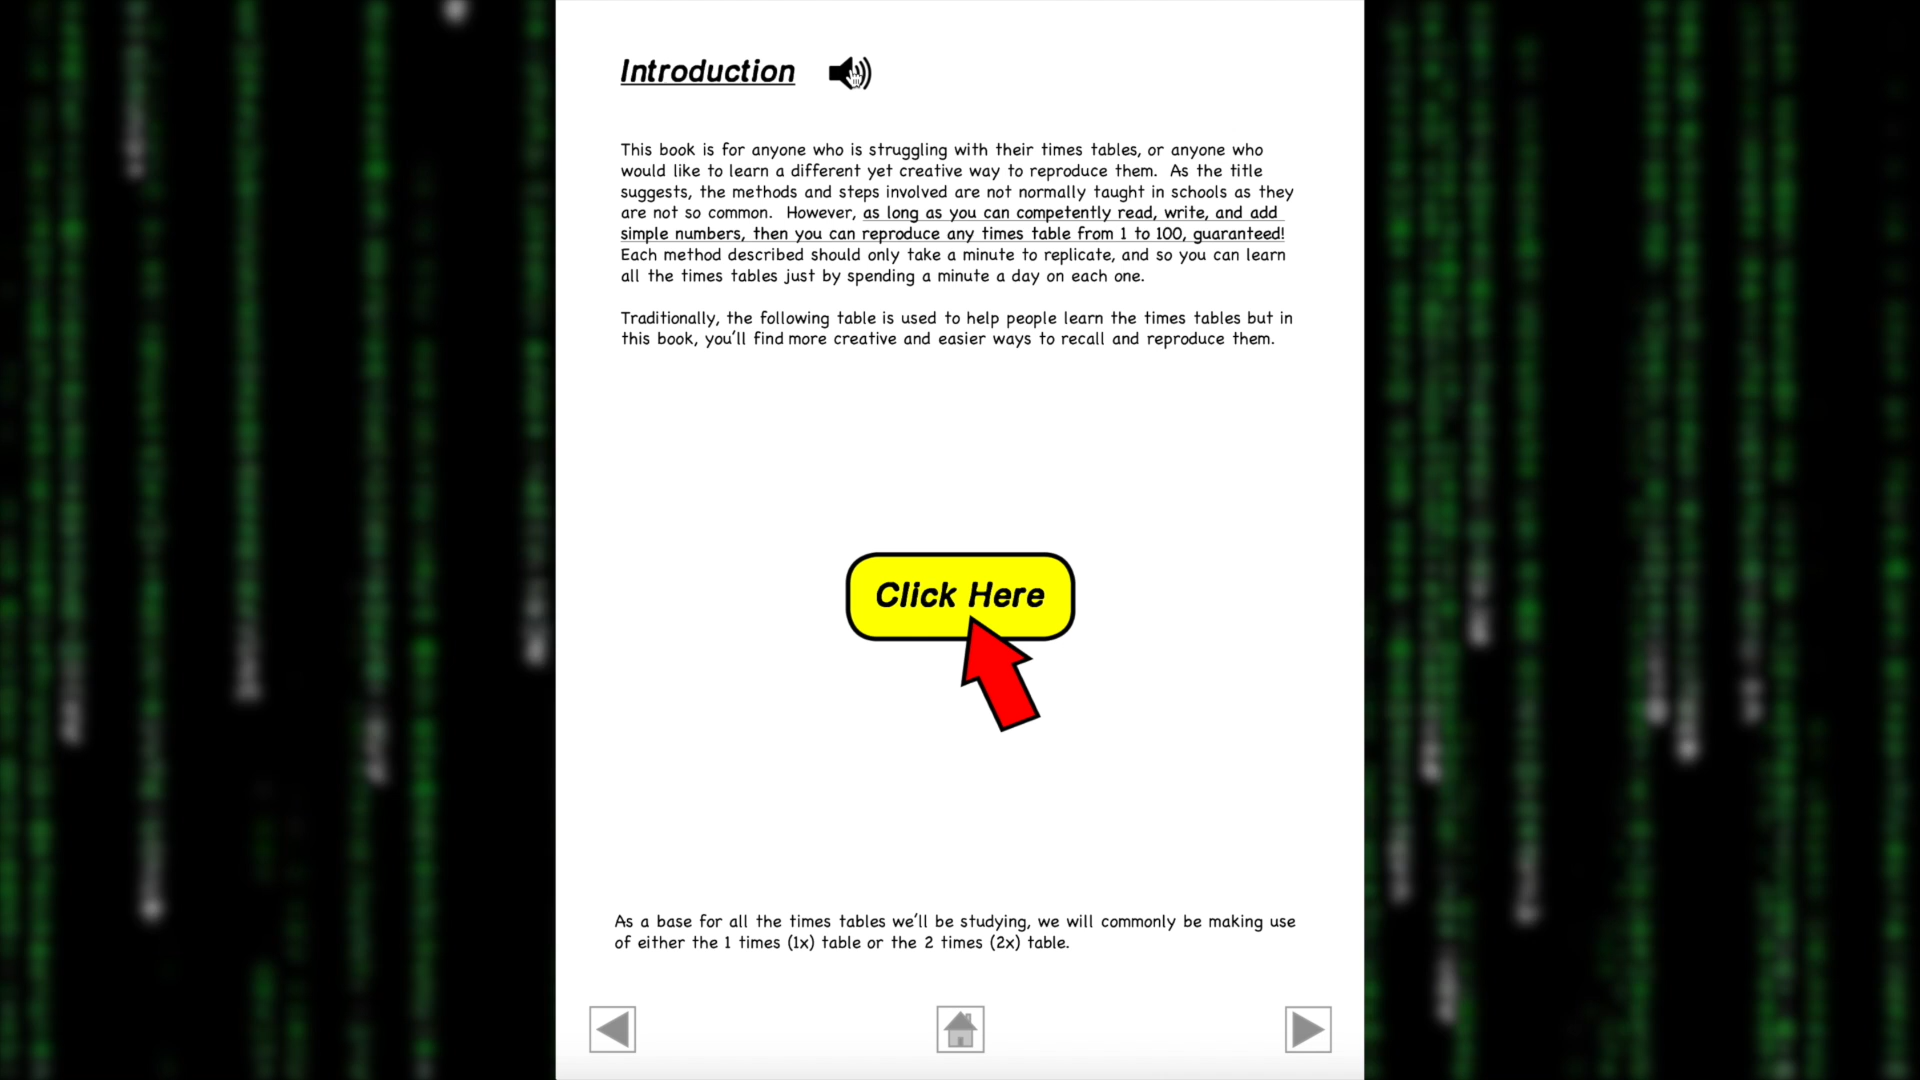 Introduction
This book is for anyone who is struggling with their times tables, or anyone who
would like to learn a different yet creative way to reproduce them. As the title
suggests, the methods and steps involved are not normally taught in schools as they
are not so common. However, as long as you can competently read, write, and add
simple numbers, then you can reproduce any times table from 1 to 100, guaranteed!
Each method described should only take a minute to replicate, and so you can learn
all the times tables just by spending a minute a day on each one.
Traditionally, the following table is used to help people learn the times tables but in
this book, you'll find more creative and easier ways to recall and reproduce them.
Click Here
As a base for all the times tables we'll be studying, we will commonly be making use
of either the 1 times (1x) table or the 2 times (2x) table.